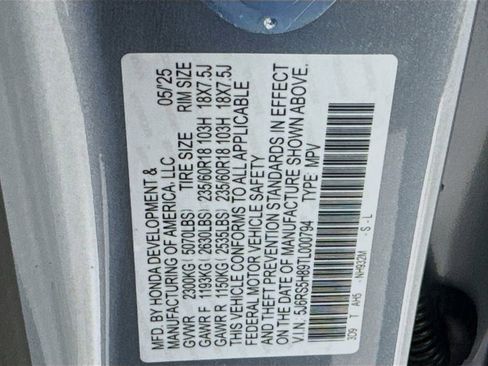 MFD. BY HONDA DEVELOPMENT &
MANUFACTURING OF AMERICA, LLC 05/'25
TIRE SIZE RIM SIZE
GVWR 2300KG( 5070LBS)
GAWR F 1193KG( 2630LBS) 235/60R18 103H 18X7.5J
GAWR R 1150KG( 2535LBS) 235/60R18 103H 18X7.5J
THIS VEHICLE CONFORMS TO ALL APPLICABLE
FEDERAL MOTOR VEHICLE SAFETY
AND THEFT PREVENTION STANDARDS IN EFFECT
ON THE DATE OF MANUFACTURE SHOWN ABOVE.
V.I.N. 5J6RS5H89TL000794 TYPE: MPV
3D9 T AH5 -S-L